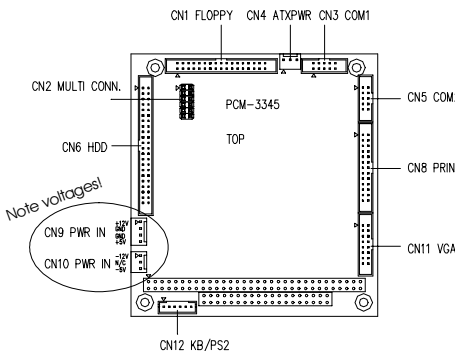 CN1 FLOPPY
CN4 ATXPWR
CN3 COM1
CN2 MULTI CONN.
PCM-3345
TOP
CN5 COM
CN6 HDD
CN8 PRIN
Note voltages!
CN9 PWR IN
+12V
GND
GND
+5V
CN10 PWR IN
-12V
N/C
-5V
CN11 VGA
CN12 KB/PS2